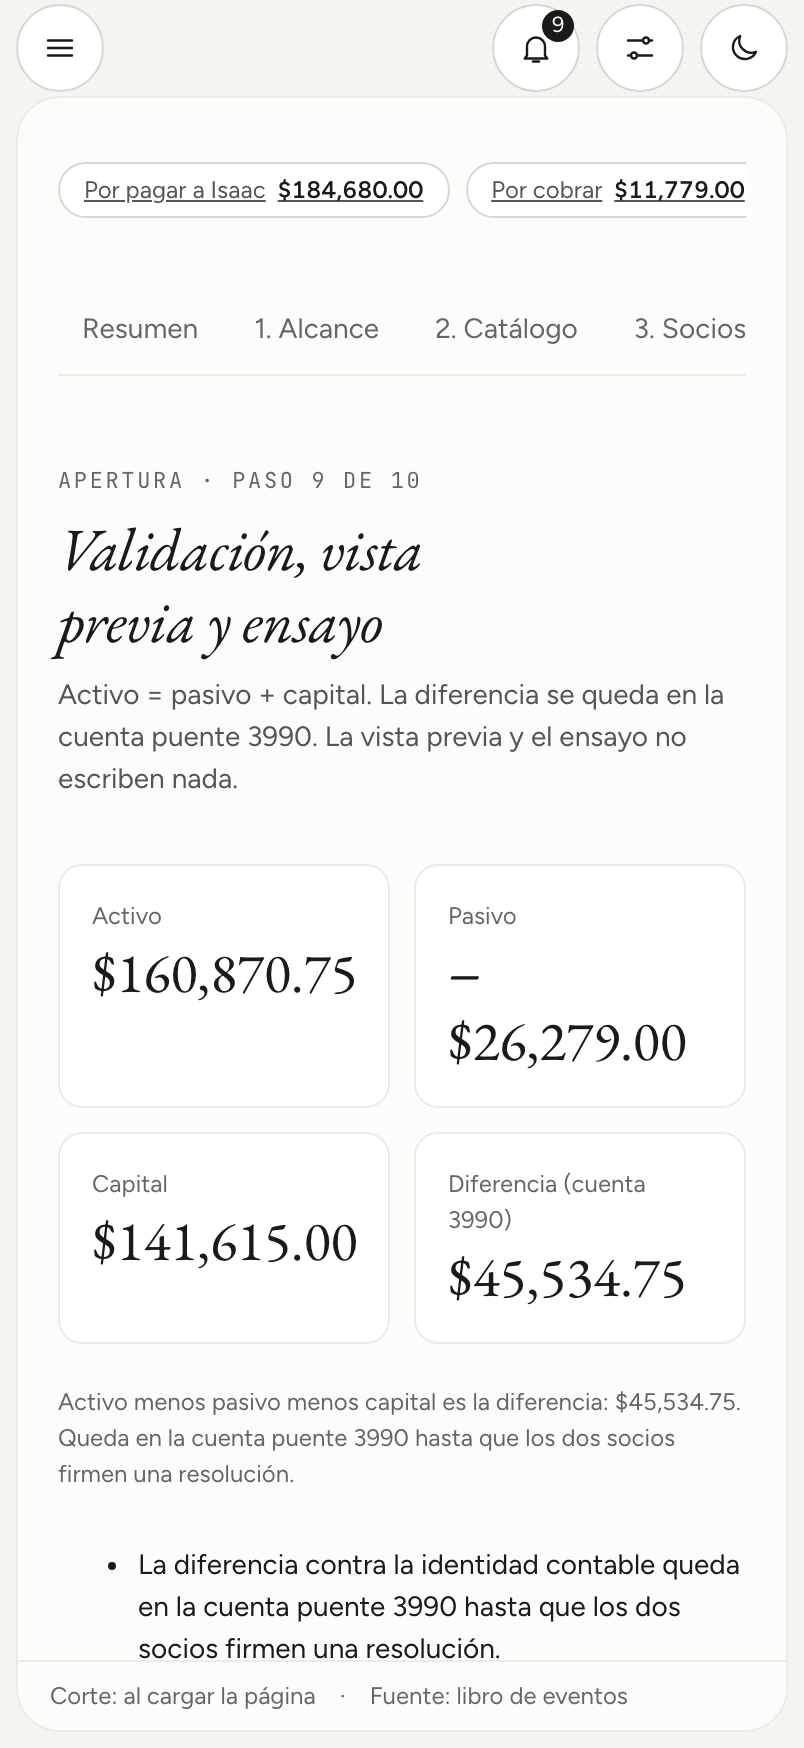 9
Por pagar a Isaac $184,680.00
Por cobrar $11,779.00
Resumen
1. Alcance
2. Catálogo
3. Socios
APERTURA · PASO 9 DE 10
Validación, vista
previa y ensayo
Activo = pasivo + capital. La diferencia se queda en la
cuenta puente 3990. La vista previa y el ensayo no
escriben nada.
Activo
$160,870.75
Pasivo
–
$26,279.00
Capital
$141,615.00
Diferencia (cuenta
3990)
$45,534.75
Activo menos pasivo menos capital es la diferencia: $45,534.75.
Queda en la cuenta puente 3990 hasta que los dos socios
firmen una resolución.
• La diferencia contra la identidad contable queda
en la cuenta puente 3990 hasta que los dos
socios firmen una resolución.
Corte: al cargar la página · Fuente: libro de eventos